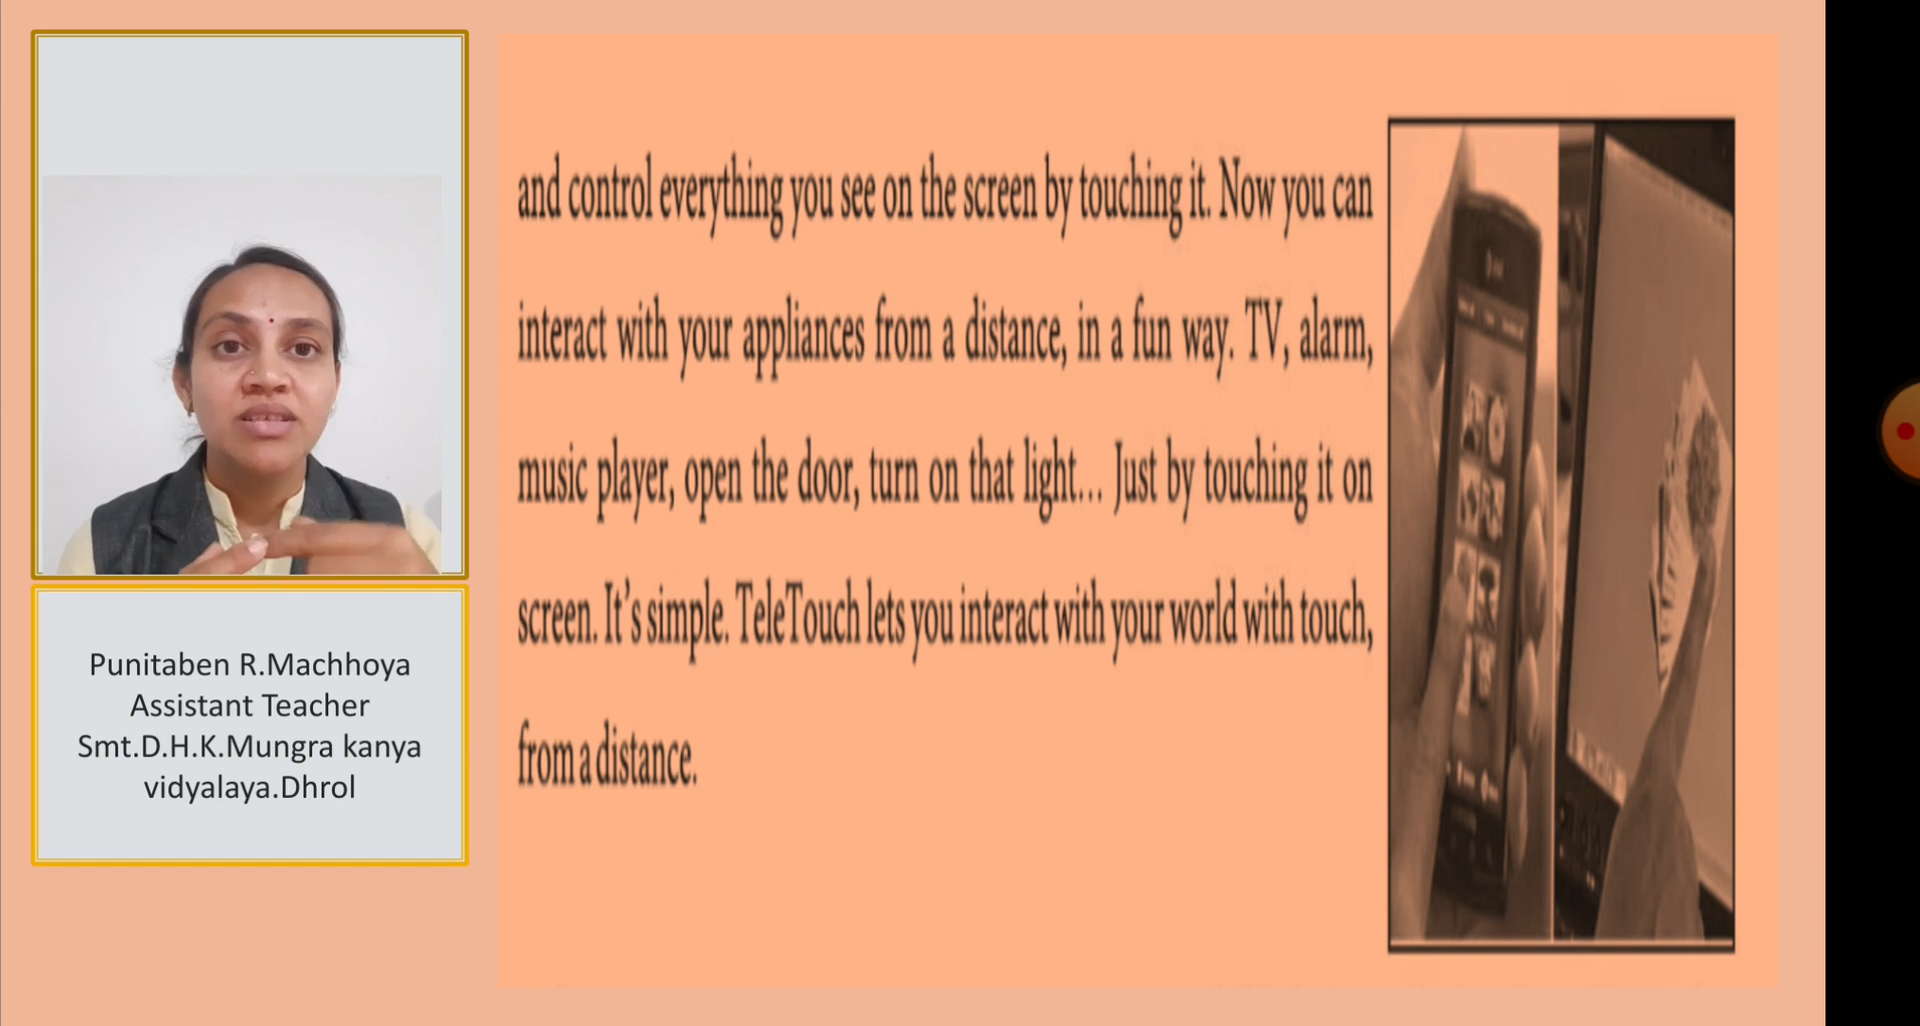 and control everything you see on the screen by touching it. Now you can
interact with your appliances from a distance, in a fun way. TV, alarm,
music player, open the door, turn on that light... Just by touching it on
screen. It's simple. TeleTouch lets you interact with your world with touch,
from a distance.
Punitaben R.Machhoya
Assistant Teacher
Smt.D.H.K.Mungra kanya
vidyalaya.Dhrol